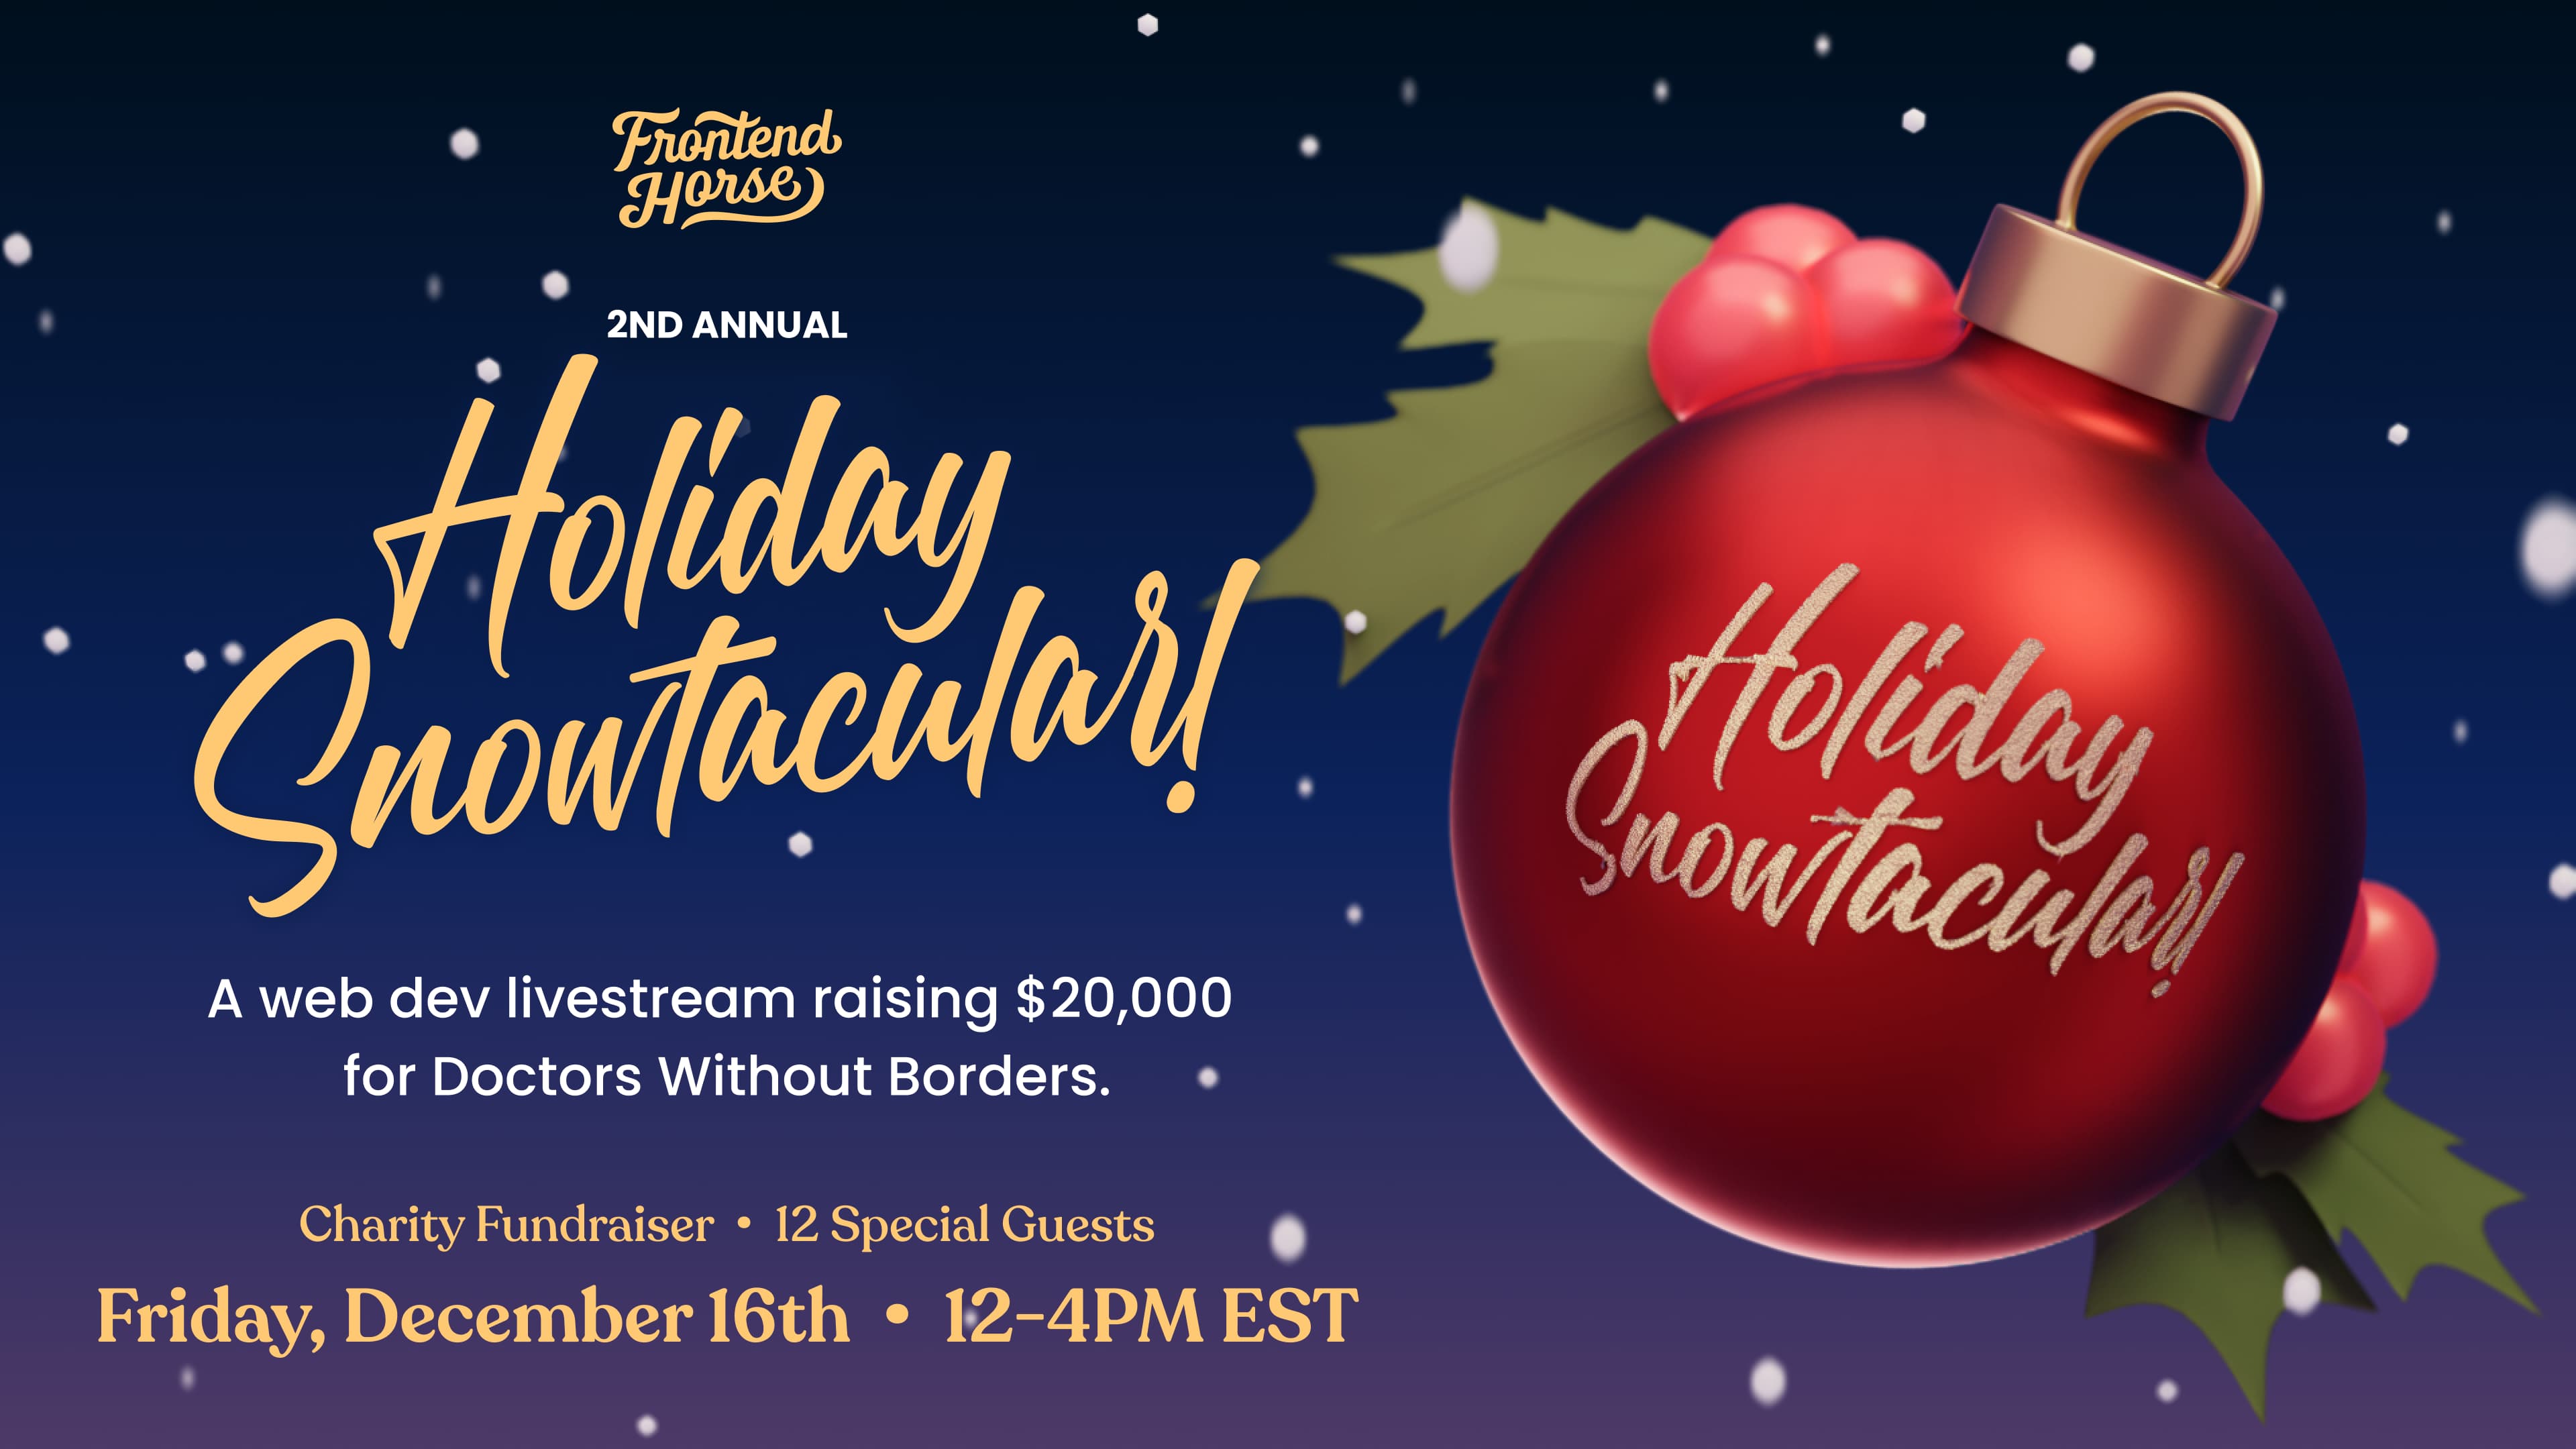 Frontend
Horse
2ND ANNUAL
Holiday
Snowtacular!
A web dev livestream raising $20,000
for Doctors Without Borders.
Charity Fundraiser • 12 Special Guests
Friday, December 16th • 12–4PM EST
Holiday
Snowtacular!